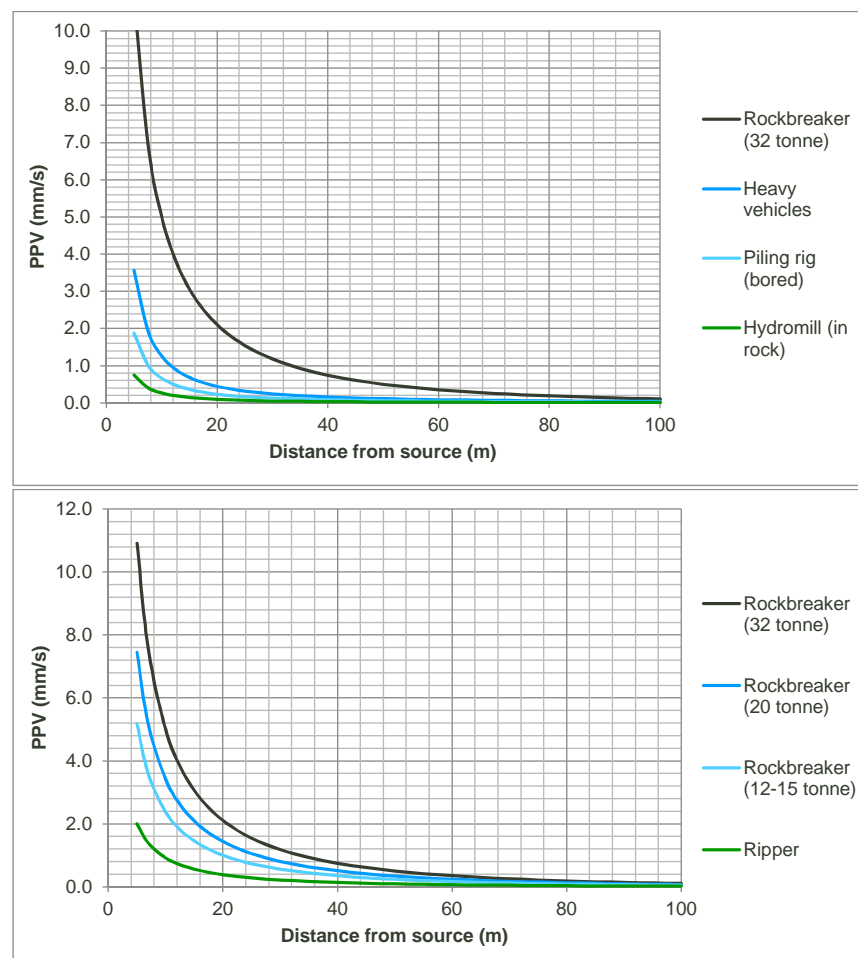 10.0
9.0
8.0
7.0
6.0
5.0
4.0
3.0
2.0
1.0
0.0
PPV (mm/s)
0 20 40 60 80 100
Distance from source (m)
Rockbreaker
(32 tonne)
Heavy
vehicles
Piling rig
(bored)
Hydromill (in
rock)
12.0
10.0
8.0
6.0
4.0
2.0
0.0
PPV (mm/s)
0 20 40 60 80 100
Distance from source (m)
Rockbreaker
(32 tonne)
Rockbreaker
(20 tonne)
Rockbreaker
(12-15 tonne)
Ripper